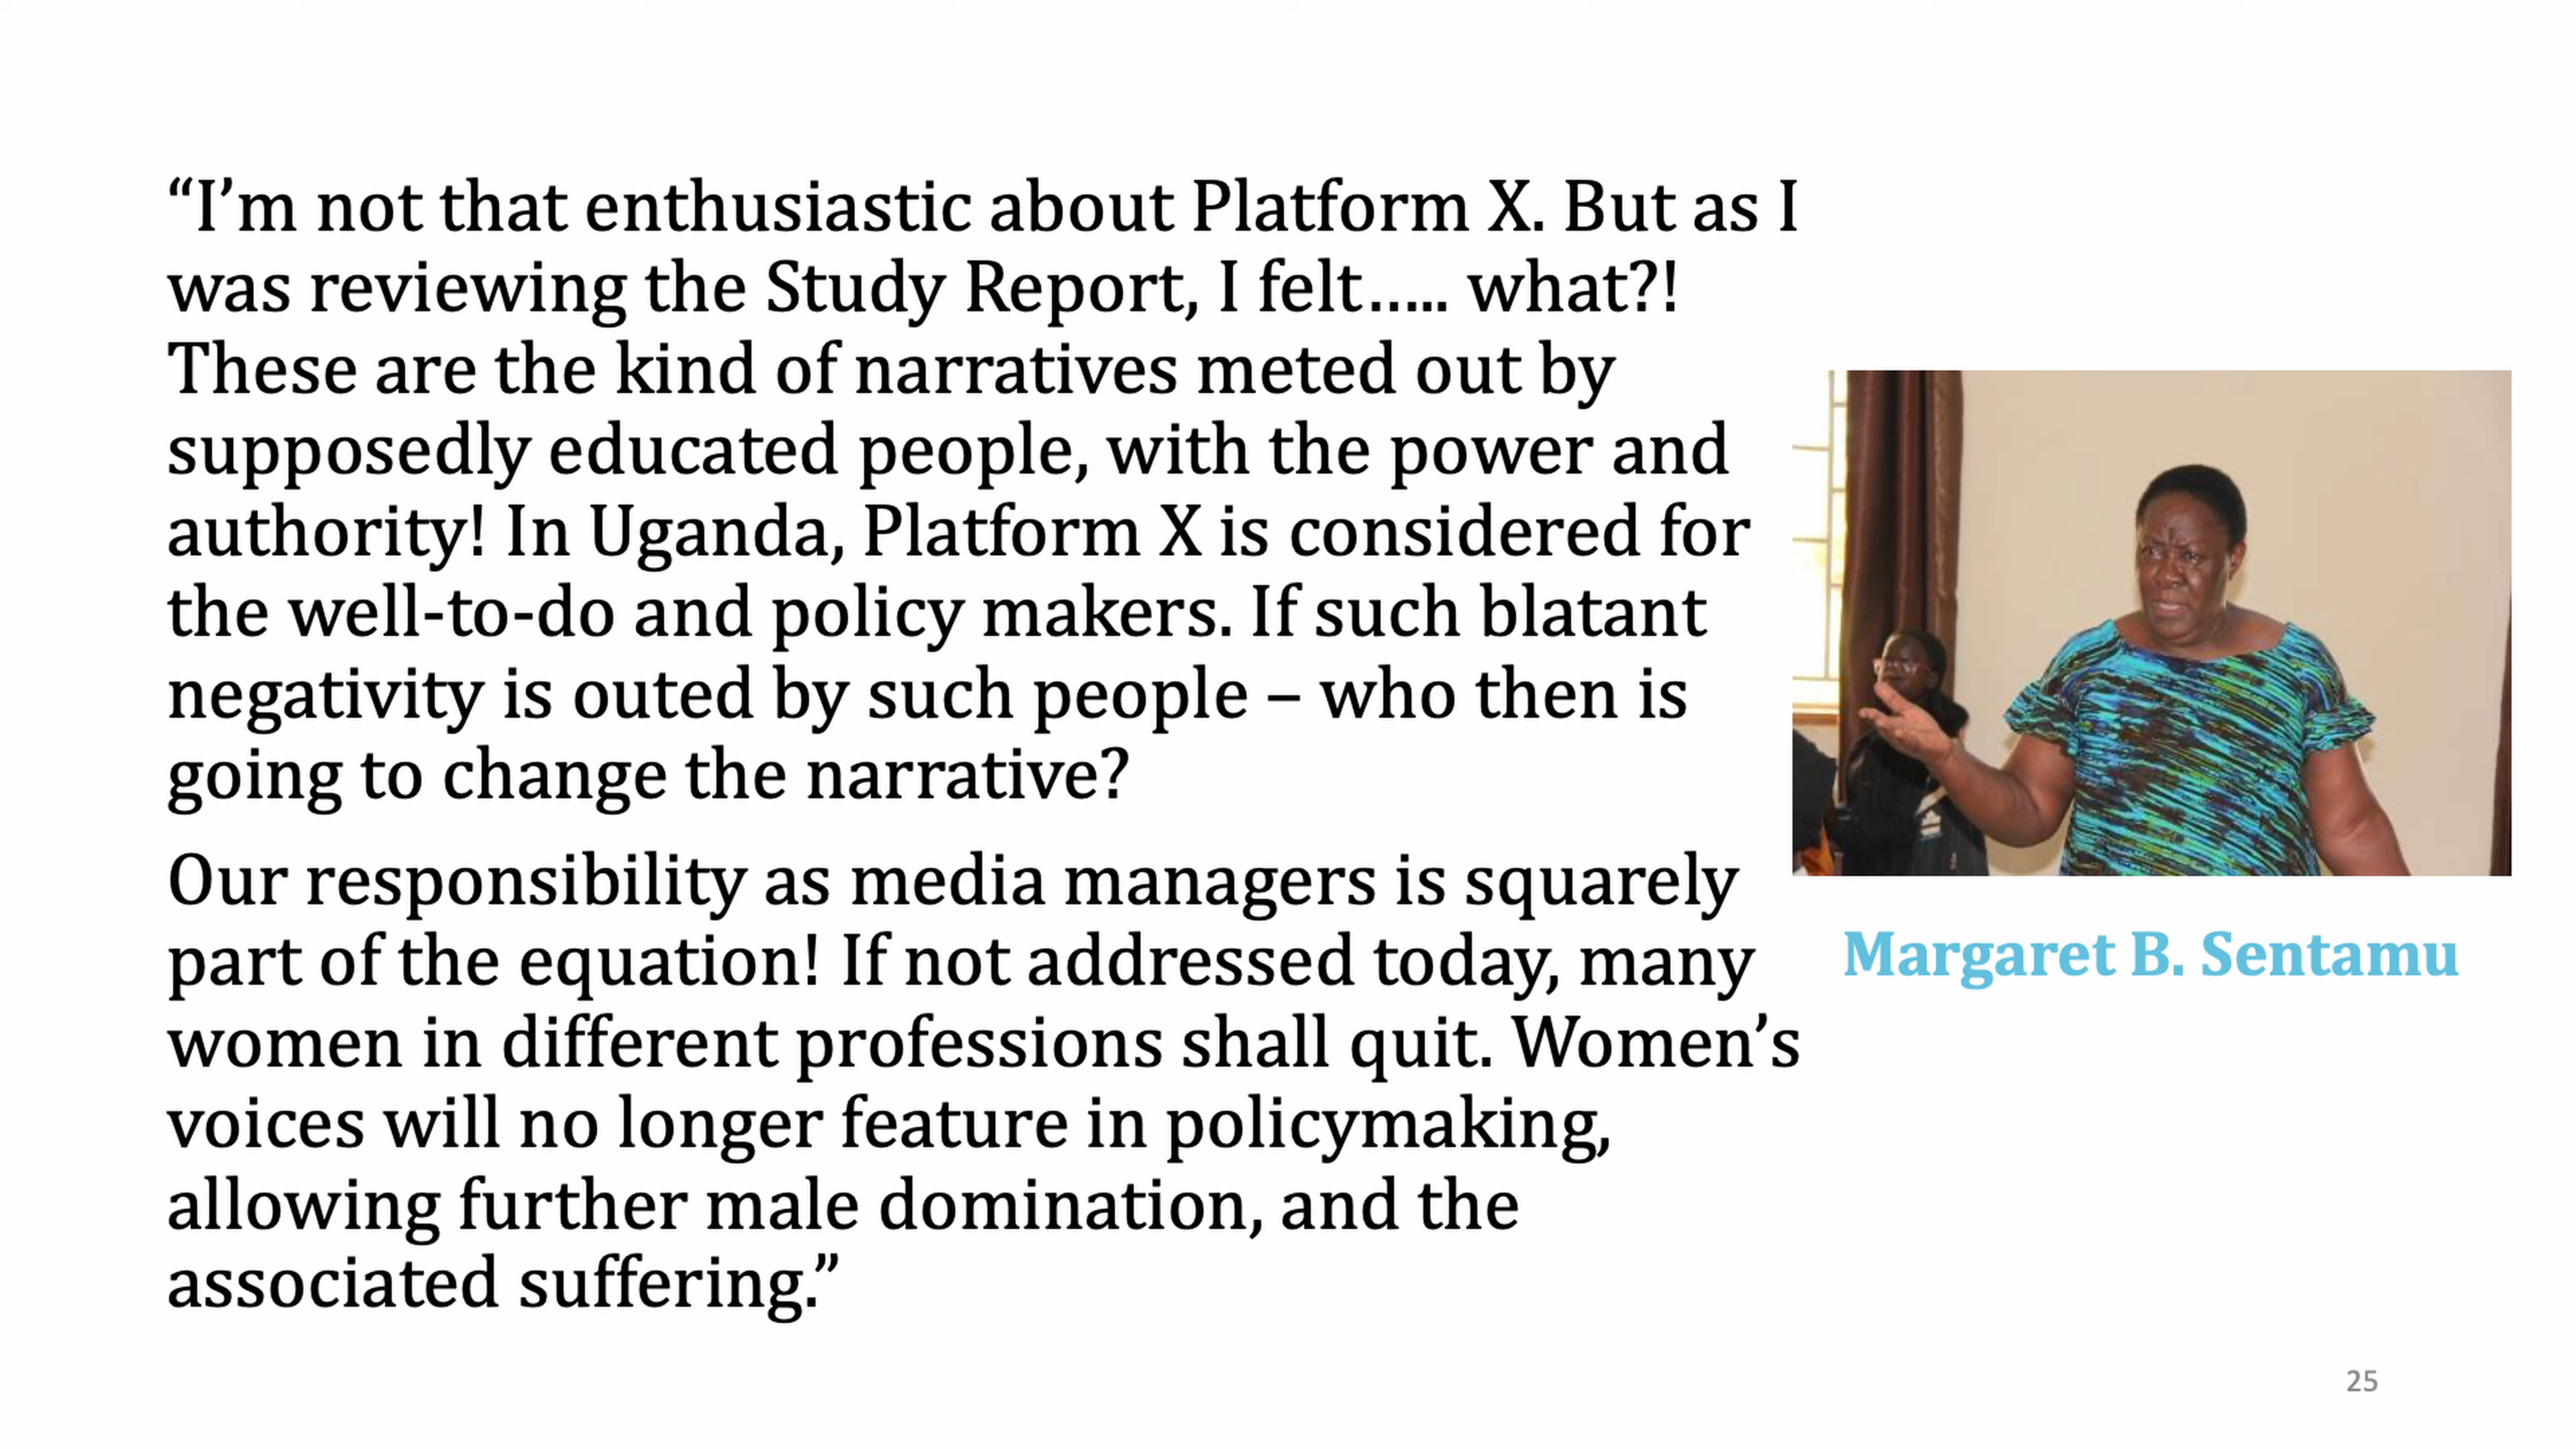 “I’m not that enthusiastic about Platform X. But as I
was reviewing the Study Report, I felt….. what?!
These are the kind of narratives meted out by
supposedly educated people, with the power and
authority! In Uganda, Platform X is considered for
the well-to-do and policy makers. If such blatant
negativity is outed by such people – who then is
going to change the narrative?
Our responsibility as media managers is squarely
part of the equation! If not addressed today, many
women in different professions shall quit. Women’s
voices will no longer feature in policymaking,
allowing further male domination, and the
associated suffering.”
Margaret B. Sentamu
25